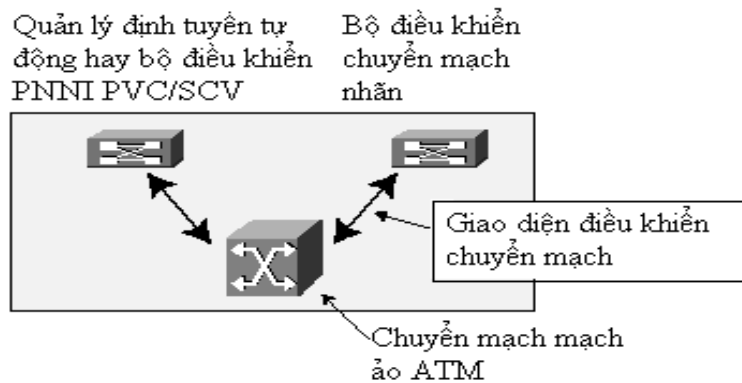 Quản lý định tuyến tự
động hay bộ điều khiển
PNNI PVC/SCV
Bộ điều khiển
chuyển mạch
nhãn
Giao diện điều khiển
chuyển mạch
Chuyển mạch mạch
ảo ATM